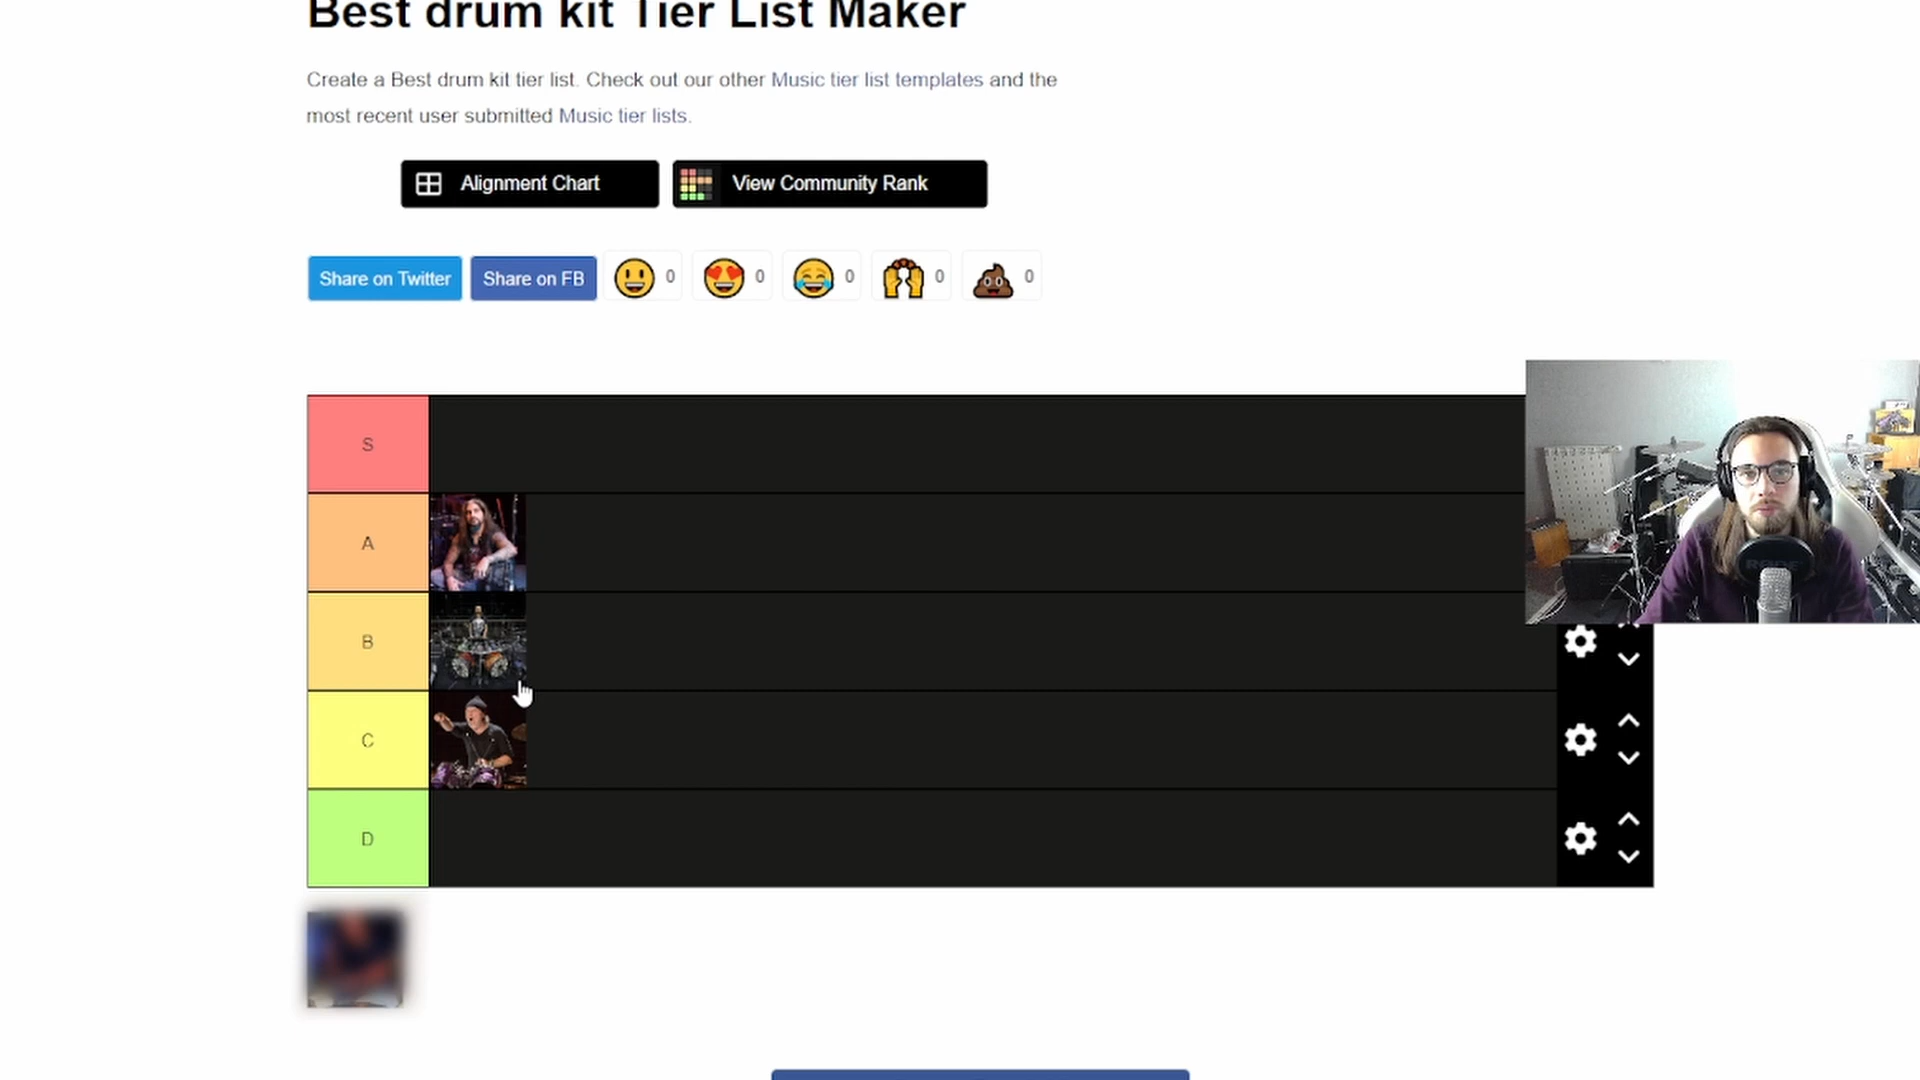 Best drum kit Tier List Maker
Create a Best drum kit tier list. Check out our other Music tier list templates and the
most recent user submitted Music tier lists.
Alignment Chart
View Community Rank
Share on Twitter
Share on FB
0
0
0
0
0
S
A
B
C
D
RODE